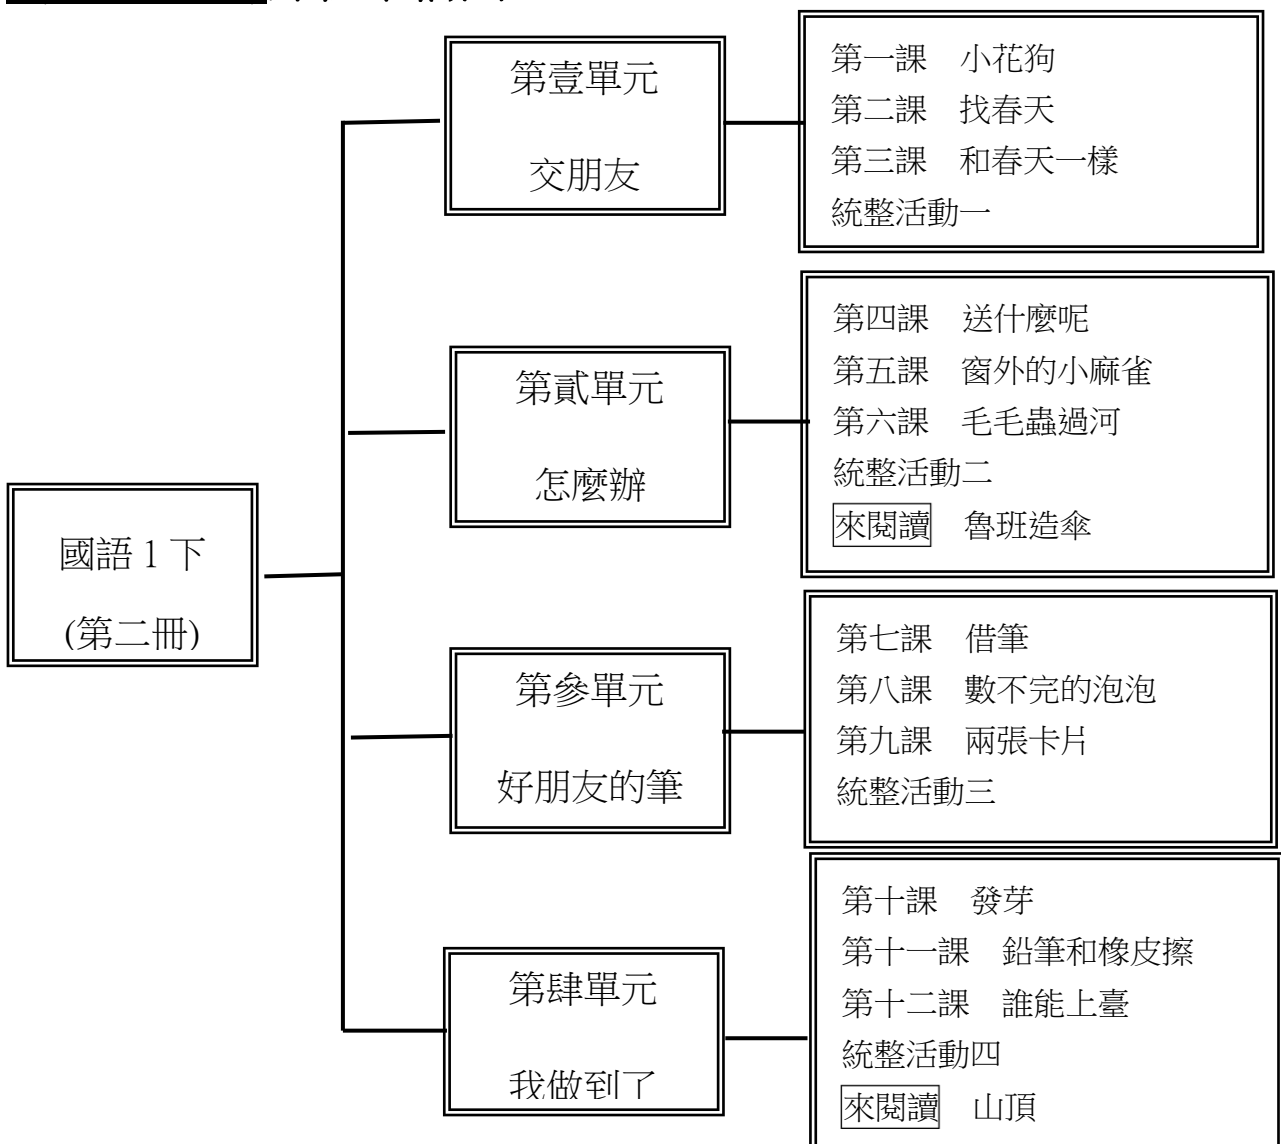 國語1下
(第二冊)
第壹單元
交朋友
第一課　小花狗
第二課　找春天
第三課　和春天一樣
統整活動一
第貳單元
怎麼辦
第四課　送什麼呢
第五課　窗外的小麻雀
第六課　毛毛蟲過河
統整活動二
來閱讀　魯班造傘
第參單元
好朋友的筆
第七課　借筆
第八課　數不完的泡泡
第九課　兩張卡片
統整活動三
第肆單元
我做到了
第十課　發芽
第十一課　鉛筆和橡皮擦
第十二課　誰能上臺
統整活動四
來閱讀　山頂